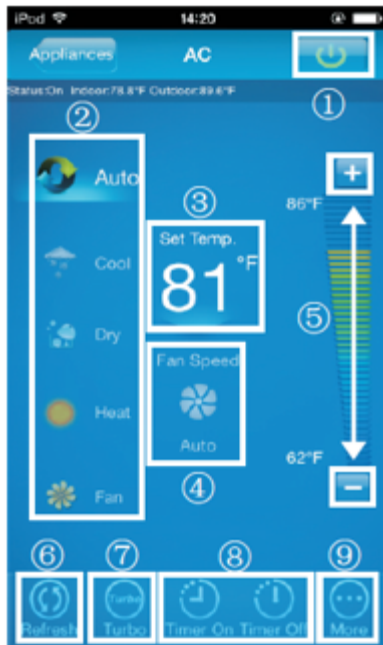 iPod 14:20
Appliances AC
Status:On Indoor:78.8°F Outdoor:89.6°F
①
②
Auto
Cool
Dry
Heat
Fan
③
Set Temp.
81°F
Fan Speed
Auto
④
+
86°F
⑤
62°F
−
⑥ ⑦ ⑧ ⑨
Turbo
Refresh Turbo Timer On Timer Off More